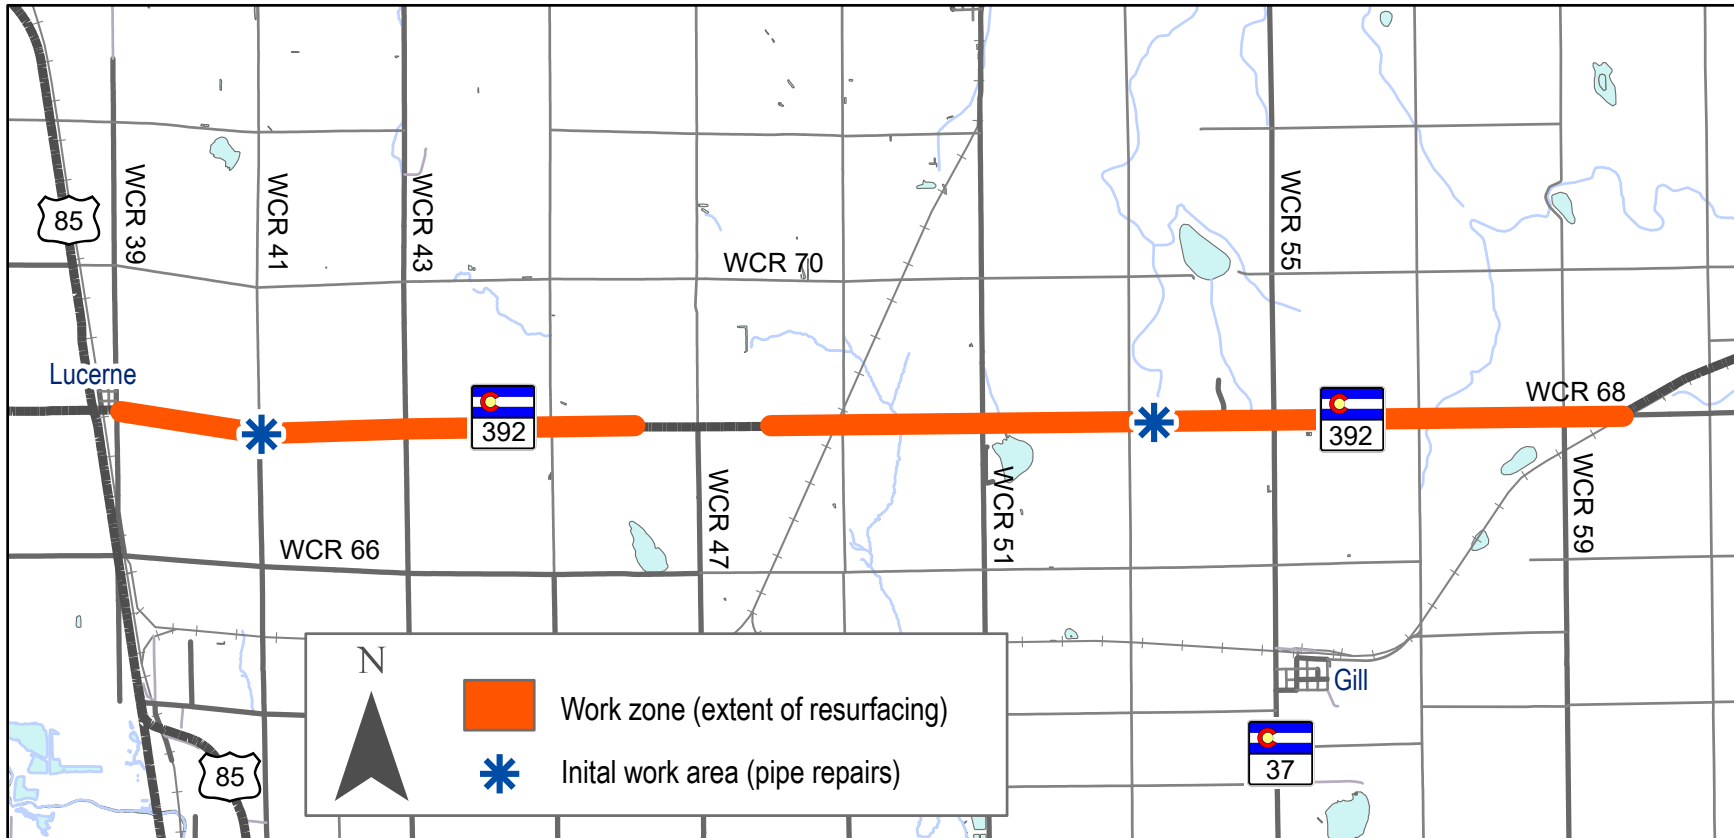 WCR 39
WCR 41
WCR 43
WCR 55
85
WCR 70
Lucerne
392
392
WCR 68
WCR 47
WCR 51
WCR 59
WCR 66
N
Work zone (extent of resurfacing)
Inital work area (pipe repairs)
Gill
37
85